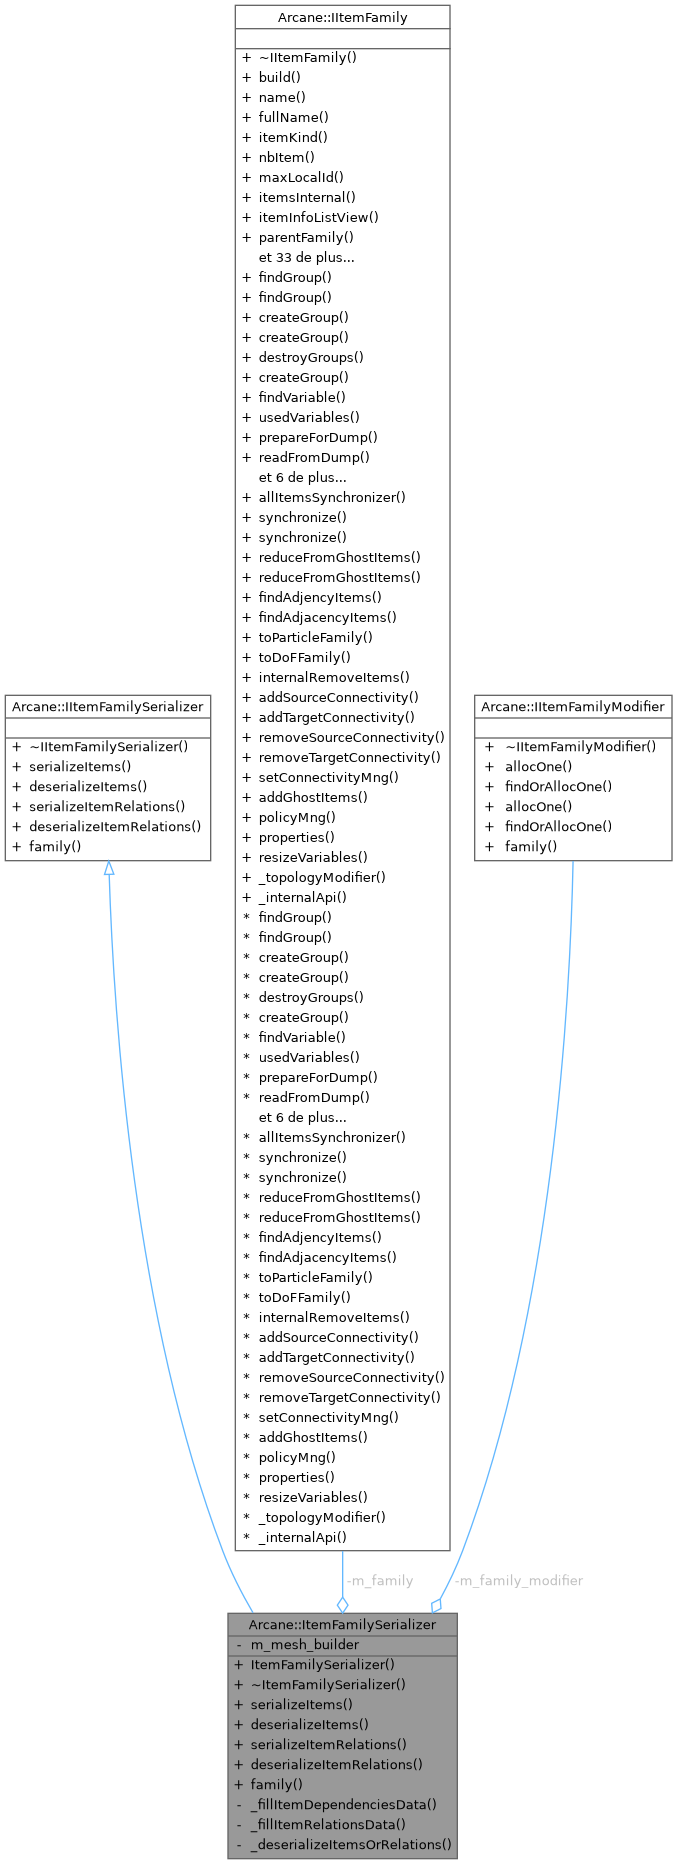 Arcane::IItemFamily
+ ~IItemFamily()
+ build()
+ name()
+ fullName()
+ itemKind()
+ nbItem()
+ maxLocalId()
+ itemsInternal()
+ itemInfoListView()
+ parentFamily()
et 33 de plus...
+ findGroup()
+ findGroup()
+ createGroup()
+ createGroup()
+ destroyGroups()
+ createGroup()
+ findVariable()
+ usedVariables()
+ prepareForDump()
+ readFromDump()
et 6 de plus...
+ allItemsSynchronizer()
+ synchronize()
+ synchronize()
+ reduceFromGhostItems()
+ reduceFromGhostItems()
+ findAdjencyItems()
+ findAdjacencyItems()
+ toParticleFamily()
+ toDoFFamily()
+ internalRemoveItems()
+ addSourceConnectivity()
+ addTargetConnectivity()
+ removeSourceConnectivity()
+ removeTargetConnectivity()
+ setConnectivityMng()
+ addGhostItems()
+ policyMng()
+ properties()
+ resizeVariables()
+ _topologyModifier()
+ _internalApi()
* findGroup()
* findGroup()
* createGroup()
* createGroup()
* destroyGroups()
* createGroup()
* findVariable()
* usedVariables()
* prepareForDump()
* readFromDump()
et 6 de plus...
* allItemsSynchronizer()
* synchronize()
* synchronize()
* reduceFromGhostItems()
* reduceFromGhostItems()
* findAdjencyItems()
* findAdjacencyItems()
* toParticleFamily()
* toDoFFamily()
* internalRemoveItems()
* addSourceConnectivity()
* addTargetConnectivity()
* removeSourceConnectivity()
* removeTargetConnectivity()
* setConnectivityMng()
* addGhostItems()
* policyMng()
* properties()
* resizeVariables()
* _topologyModifier()
* _internalApi()
Arcane::IItemFamilySerializer
+ ~IItemFamilySerializer()
+ serializeItems()
+ deserializeItems()
+ serializeItemRelations()
+ deserializeItemRelations()
+ family()
Arcane::IItemFamilyModifier
+ ~IItemFamilyModifier()
+ allocOne()
+ findOrAllocOne()
+ allocOne()
+ findOrAllocOne()
+ family()
-m_family
-m_family_modifier
Arcane::ItemFamilySerializer
- m_mesh_builder
+ ItemFamilySerializer()
+ ~ItemFamilySerializer()
+ serializeItems()
+ deserializeItems()
+ serializeItemRelations()
+ deserializeItemRelations()
+ family()
- _fillItemDependenciesData()
- _fillItemRelationsData()
- _deserializeItemsOrRelations()